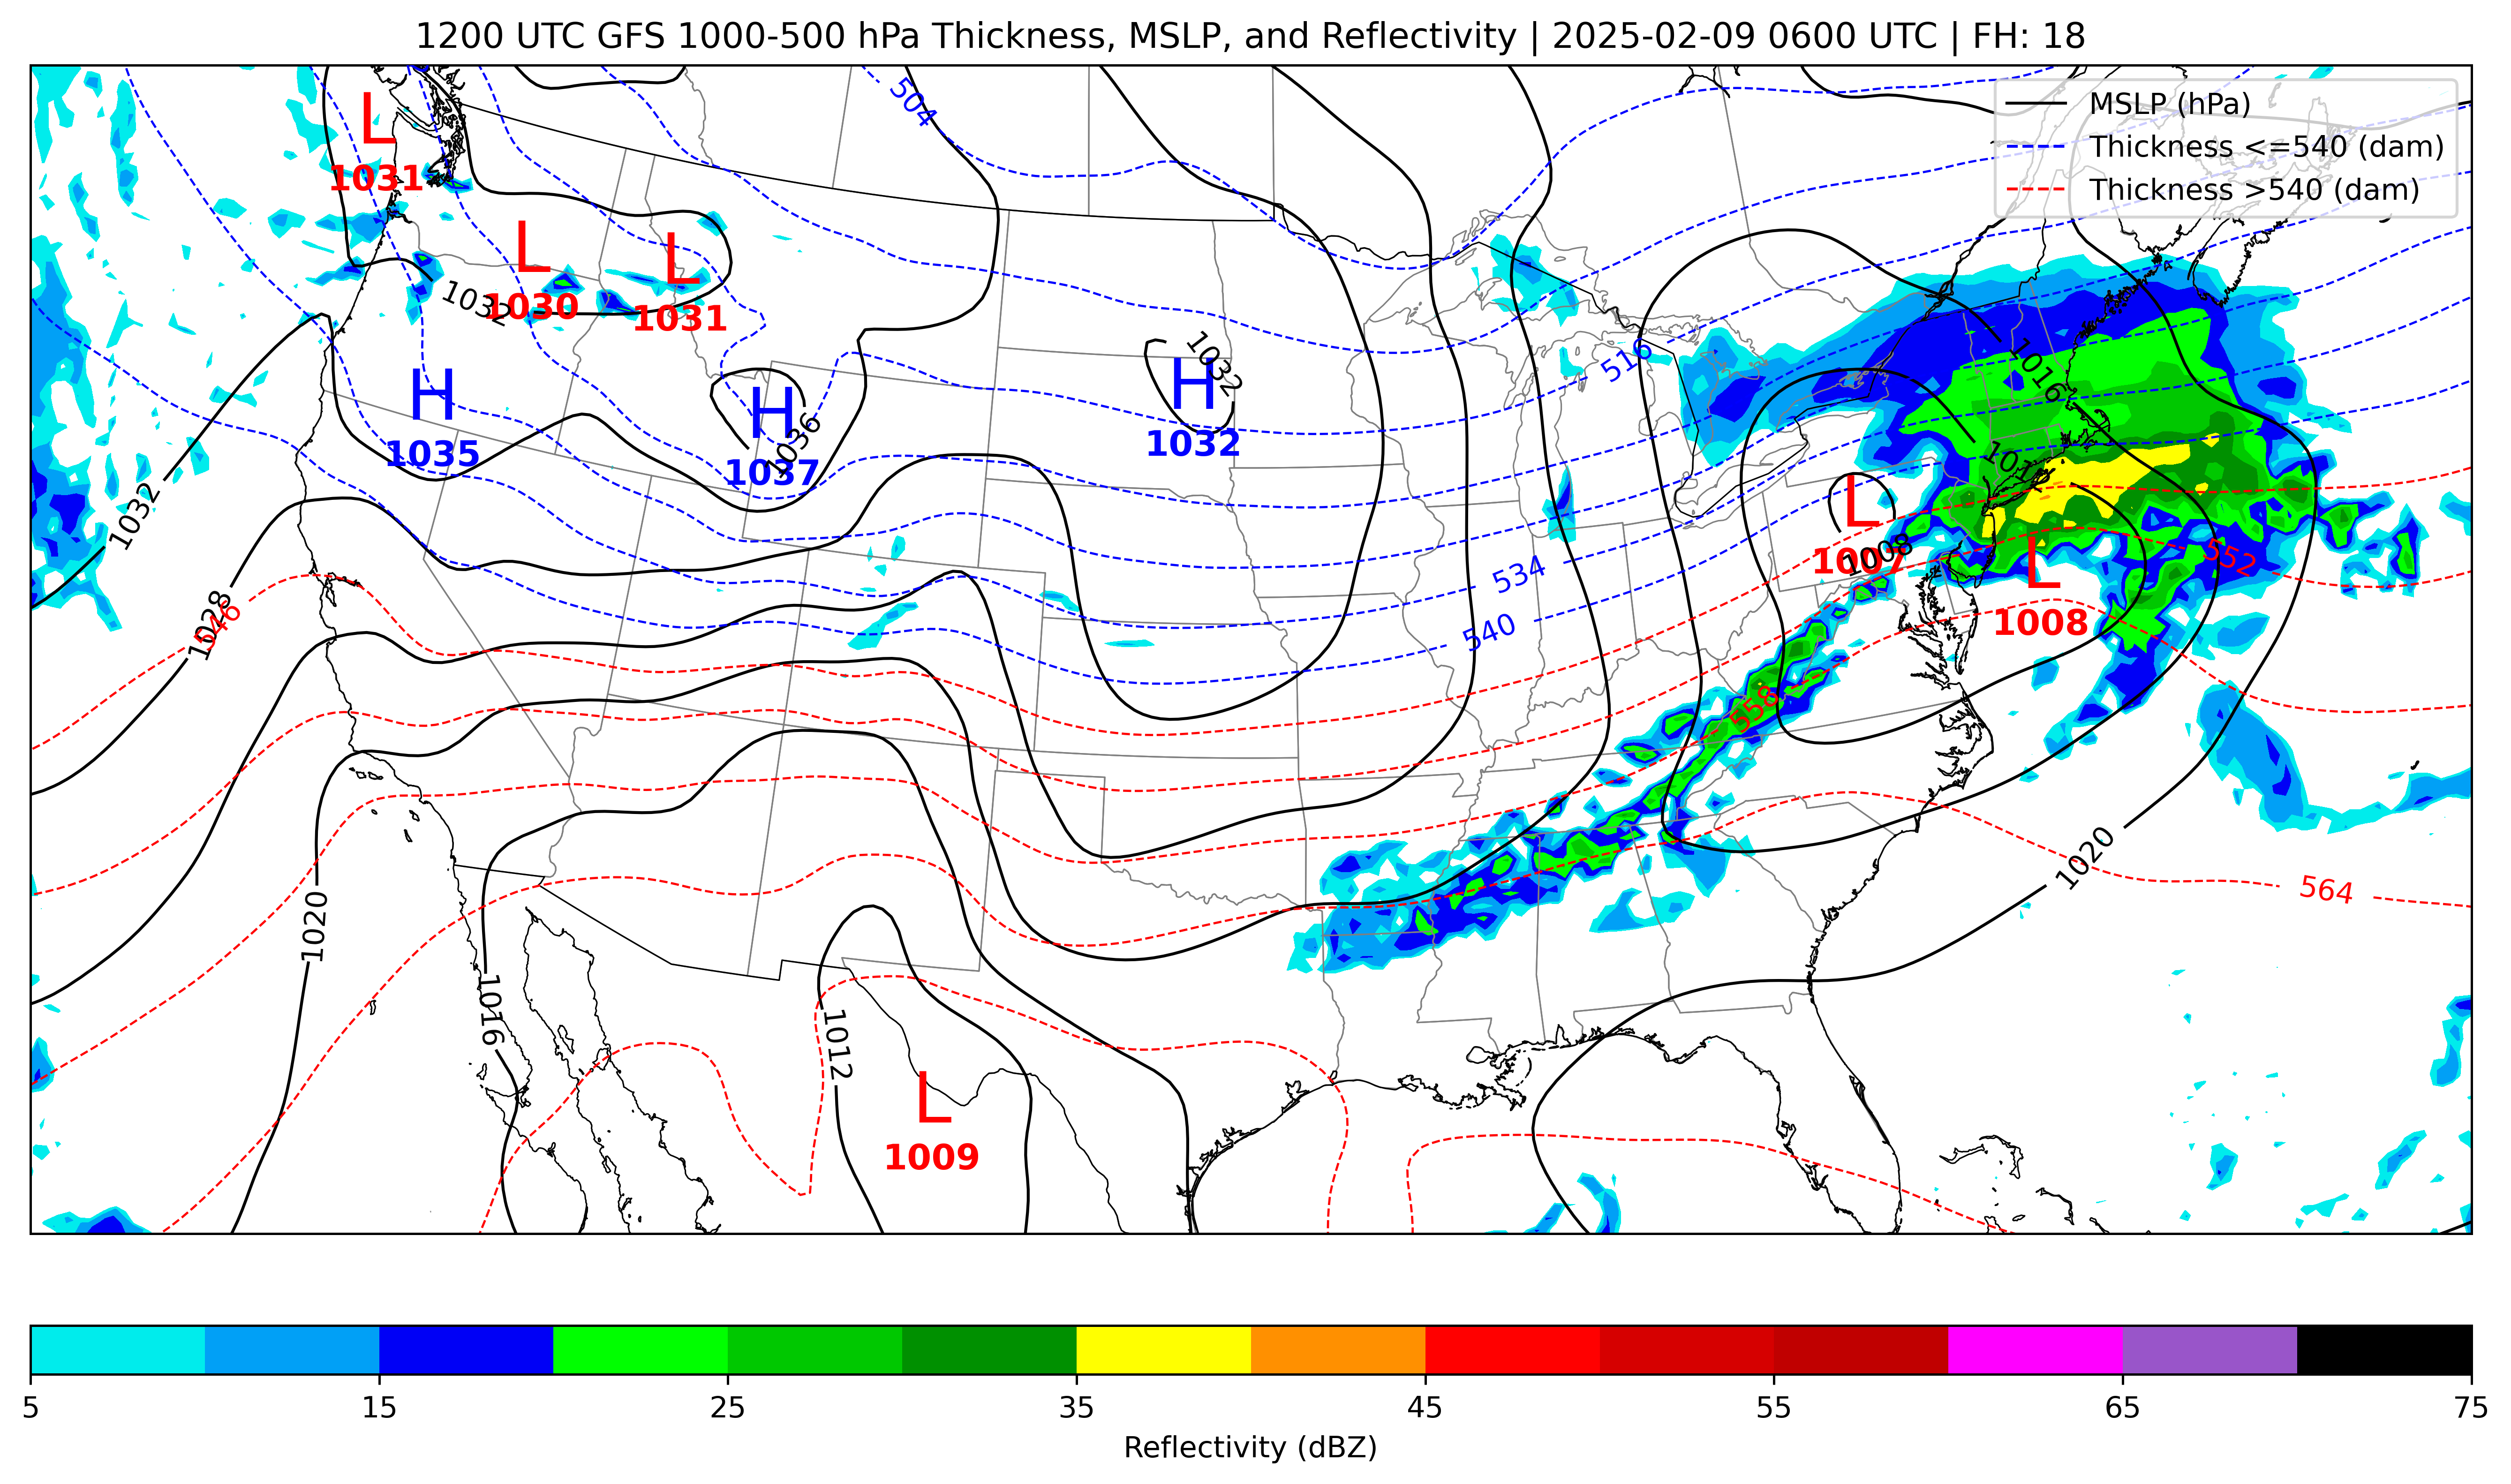 1200 UTC GFS 1000-500 hPa Thickness, MSLP, and Reflectivity | 2025-02-09 0600 UTC | FH: 18
MSLP (hPa)
Thickness <=540 (dam)
Thickness >540 (dam)
504
L
1031
L
1030
L
1031
1032
H
1035
H
1037
1036
H
1032
1032
516
1016
1012
L
1007
1008
L
1008
552
534
540
1032
1028
546
558
1020
564
1020
1016
1012
L
1009
5 15 25 35 45 55 65 75
Reflectivity (dBZ)